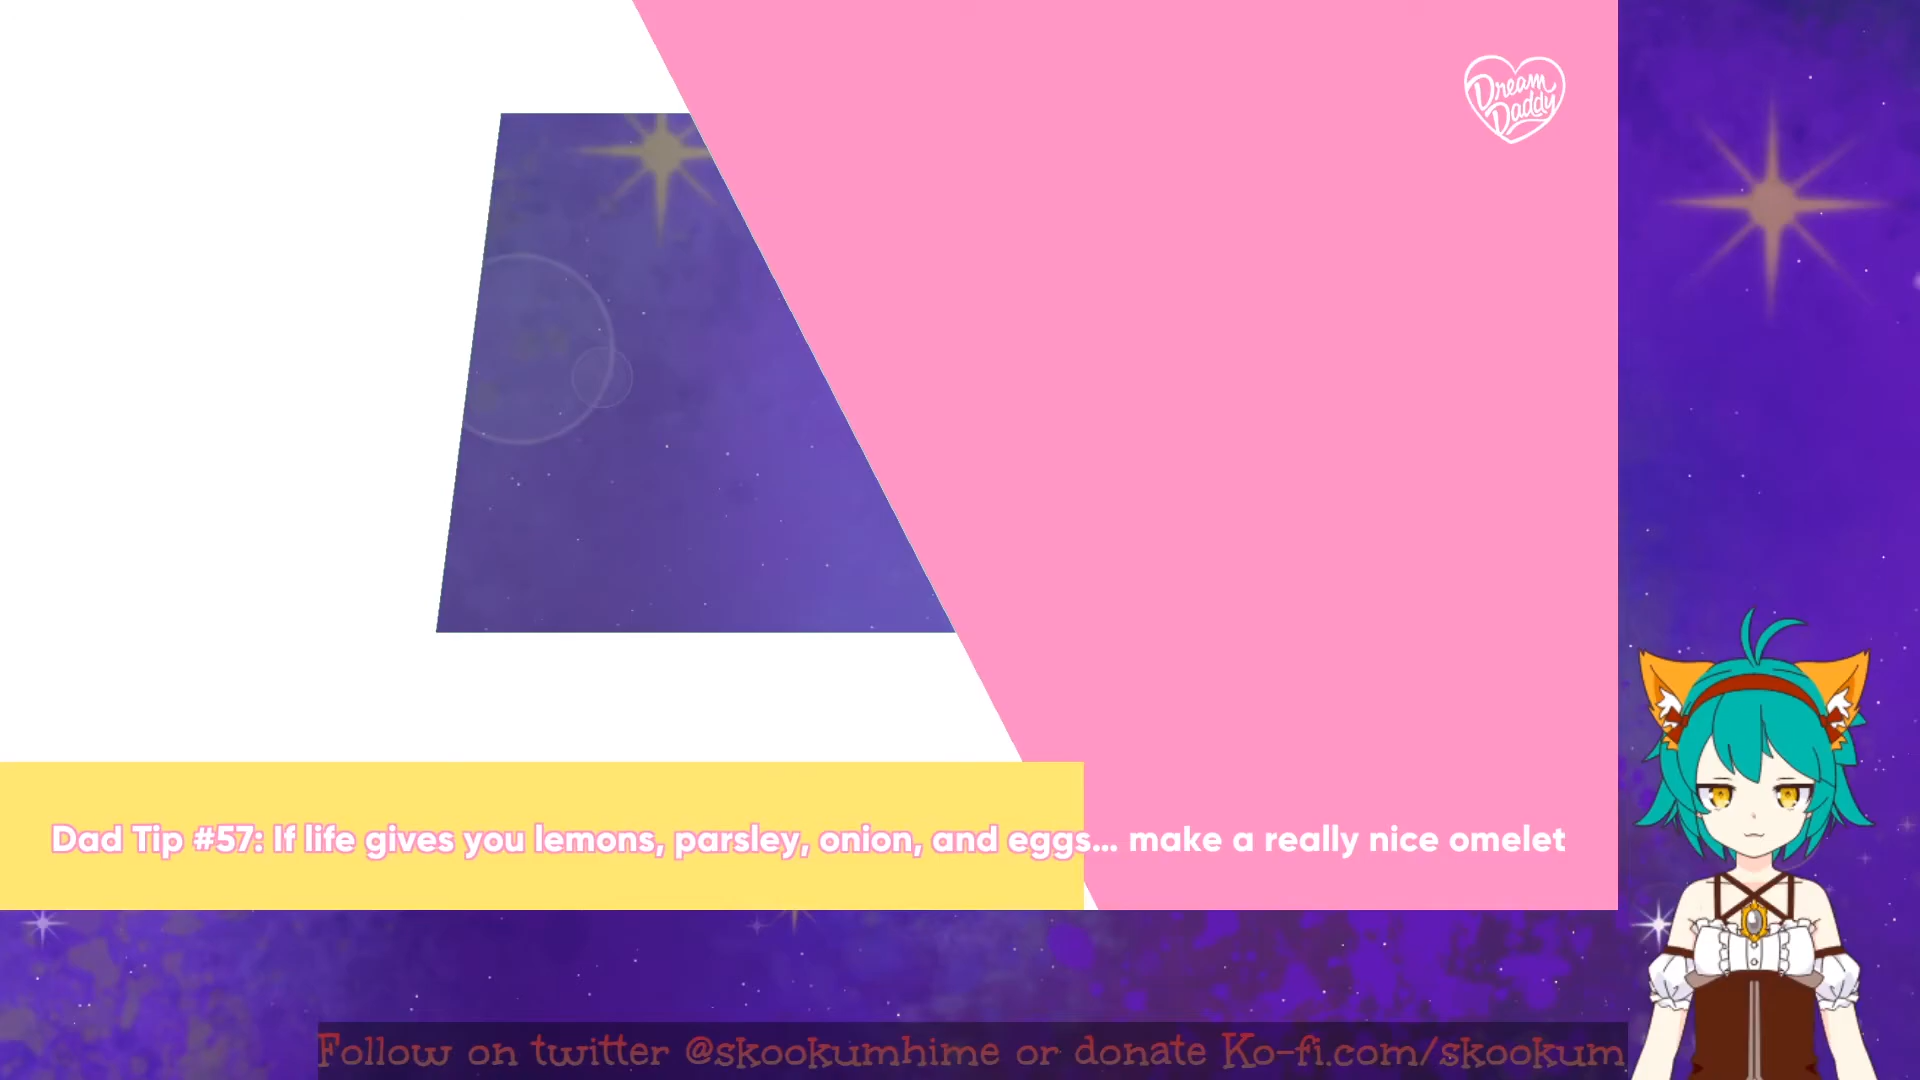 Dream
Daddy
Dad Tip #57: If life gives you lemons, parsley, onion, and eggs... make a really nice omelet
Follow on twitter @skookumhime or donate Ko-fi.com/skookum